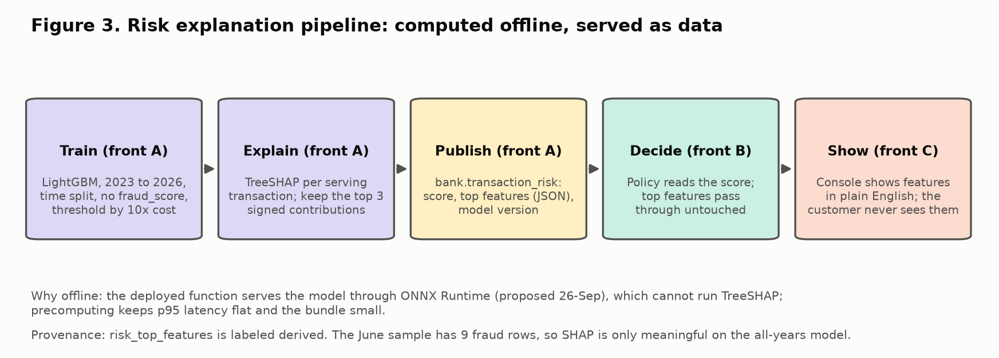 Figure 3. Risk explanation pipeline: computed offline, served as data
Train (front A)
LightGBM, 2023 to 2026,
time split, no fraud_score,
threshold by 10x cost
Explain (front A)
TreeSHAP per serving
transaction; keep the top 3
signed contributions
Publish (front A)
bank.transaction_risk:
score, top features (JSON),
model version
Decide (front B)
Policy reads the score;
top features pass
through untouched
Show (front C)
Console shows features
in plain English; the
customer never sees them
Why offline: the deployed function serves the model through ONNX Runtime (proposed 26-Sep), which cannot run TreeSHAP;
precomputing keeps p95 latency flat and the bundle small.
Provenance: risk_top_features is labeled derived. The June sample has 9 fraud rows, so SHAP is only meaningful on the all-years model.